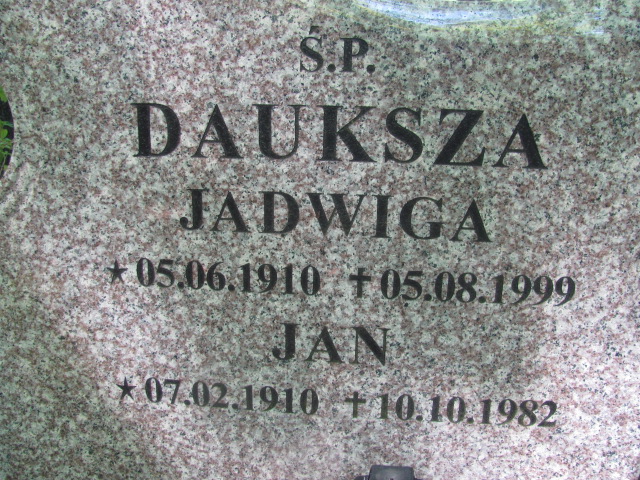 Ś.P.
DAUKSZA
JADWIGA
★ 05.06.1910 ✝ 05.08.1999
JAN
★ 07.02.1910 ✝ 10.10.1982